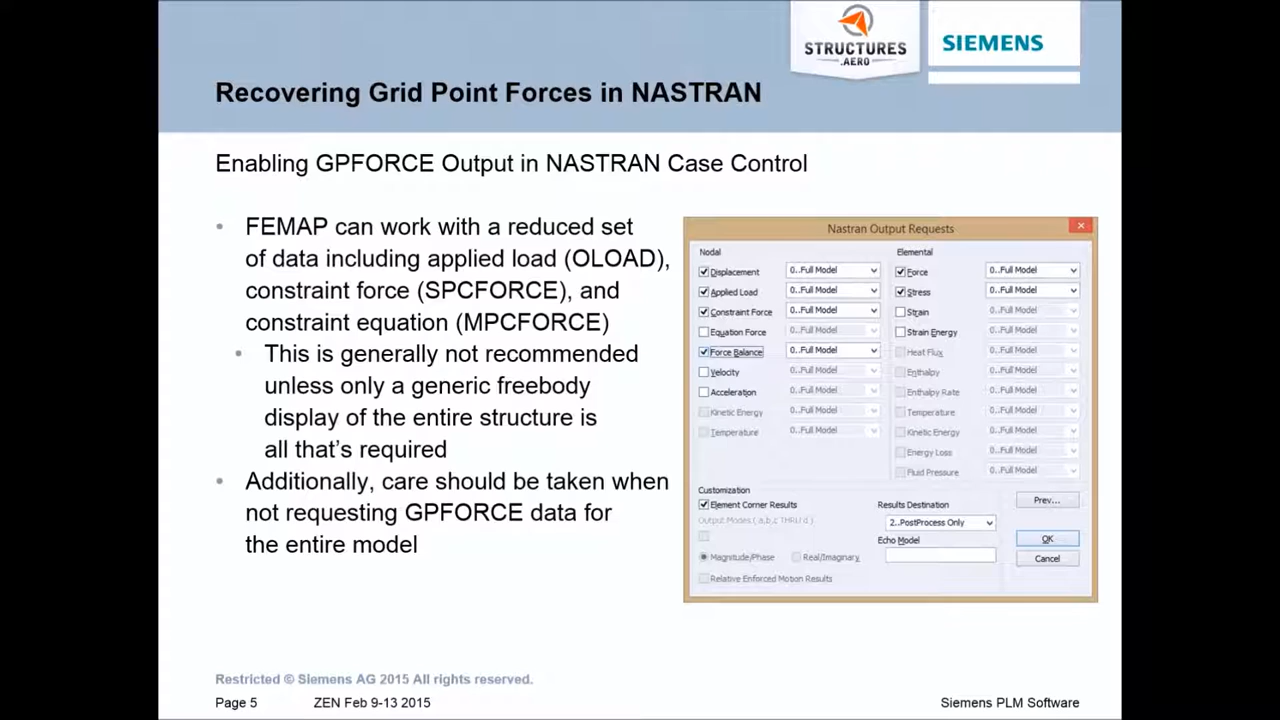 STRUCTURES
.AERO
SIEMENS
Recovering Grid Point Forces in NASTRAN
Enabling GPFORCE Output in NASTRAN Case Control
• FEMAP can work with a reduced set
of data including applied load (OLOAD),
constraint force (SPCFORCE), and
constraint equation (MPCFORCE)
• This is generally not recommended
unless only a generic freebody
display of the entire structure is
all that's required
• Additionally, care should be taken when
not requesting GPFORCE data for
the entire model
Nastran Output Requests
Nodal
Displacement 0..Full Model
Applied Load 0..Full Model
Constraint Force 0..Full Model
Equation Force 0..Full Model
Force Balance 0..Full Model
Velocity 0..Full Model
Acceleration 0..Full Model
Kinetic Energy 0..Full Model
Temperature 0..Full Model
Elemental
Force 0..Full Model
Stress 0..Full Model
Strain 0..Full Model
Strain Energy 0..Full Model
Heat Flux 0..Full Model
Enthalpy 0..Full Model
Enthalpy Rate 0..Full Model
Temperature 0..Full Model
Kinetic Energy 0..Full Model
Energy Loss 0..Full Model
Fluid Pressure 0..Full Model
Customization
Element Corner Results
Output Modes (a,b,c THRU d)
Magnitude/Phase Real/Imaginary
Relative Enforced Motion Results
Results Destination
2..PostProcess Only
Echo Model
Prev...
OK
Cancel
Restricted © Siemens AG 2015 All rights reserved.
Page 5 ZEN Feb 9-13 2015 Siemens PLM Software